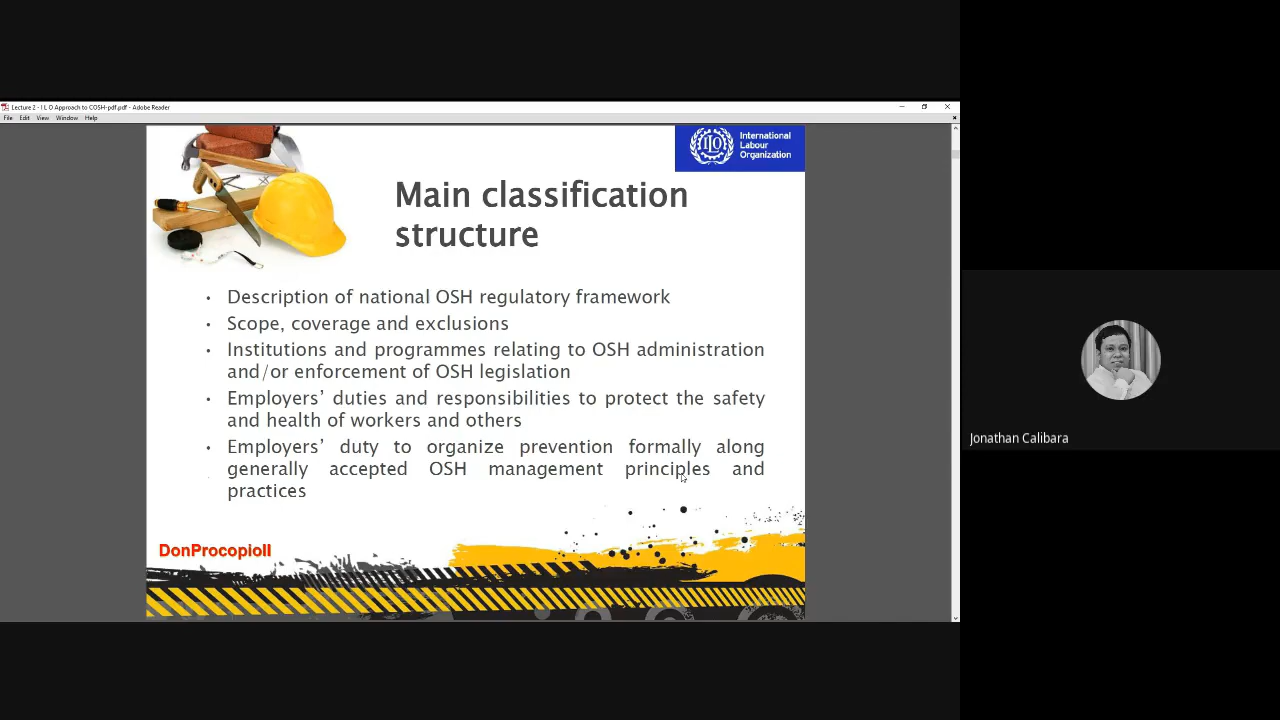 Lecture 2 - I L O Approach to COSH-pdf.pdf - Adobe Reader
File Edit View Window Help
International
Labour
Organization
Main classification
structure
• Description of national OSH regulatory framework
• Scope, coverage and exclusions
• Institutions and programmes relating to OSH administration
and/or enforcement of OSH legislation
• Employers’ duties and responsibilities to protect the safety
and health of workers and others
• Employers’ duty to organize prevention formally along
generally accepted OSH management principles and
practices
DonProcopioII
Jonathan Calibara